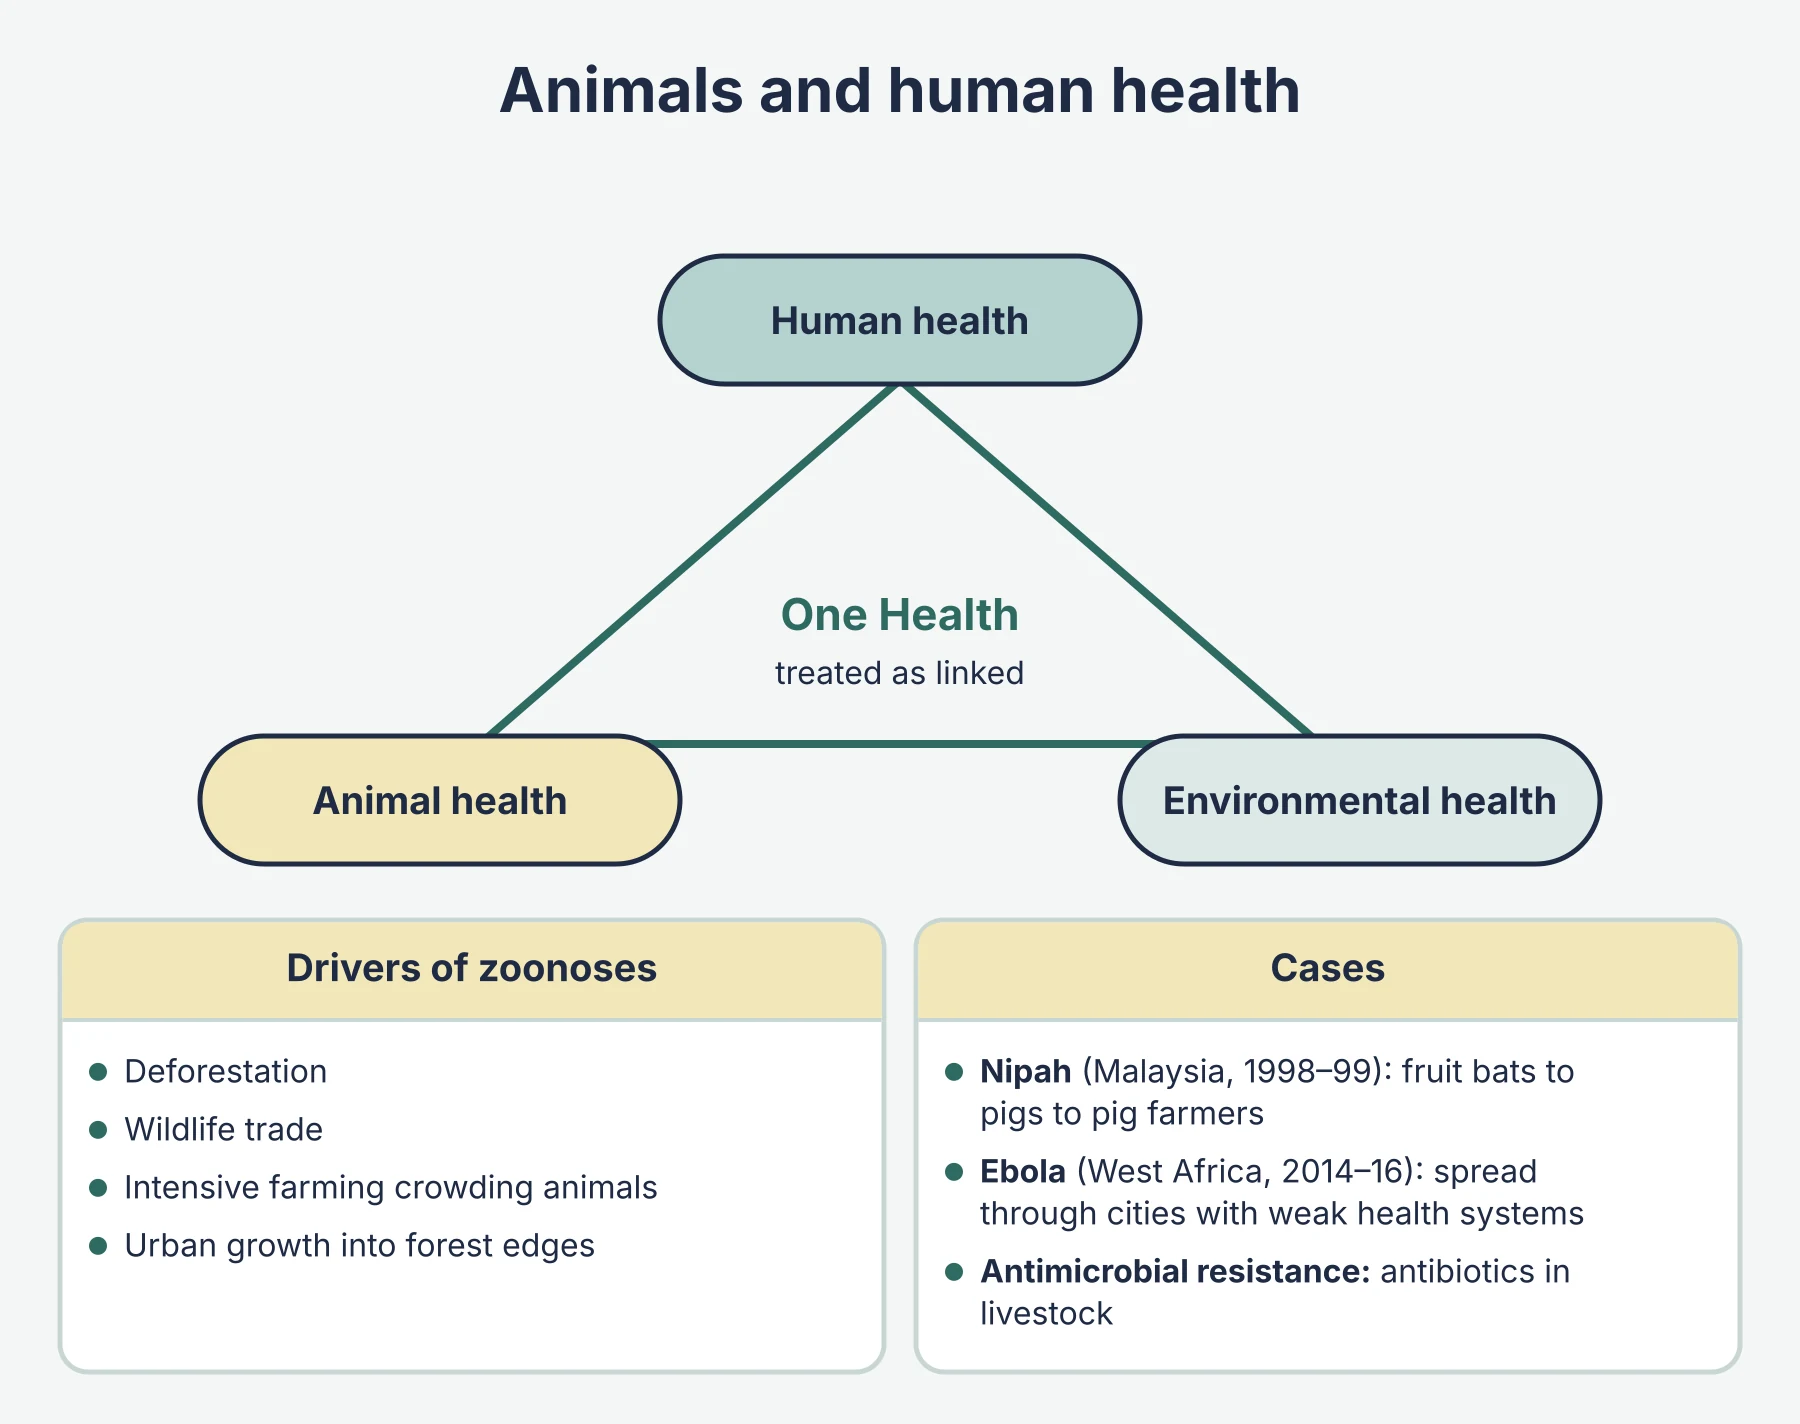 Animals and human health
Human health
One Health
treated as linked
Animal health
Environmental health
Drivers of zoonoses
Deforestation
Wildlife trade
Intensive farming crowding animals
Urban growth into forest edges
Cases
Nipah (Malaysia, 1998–99): fruit bats to
pigs to pig farmers
Ebola (West Africa, 2014–16): spread
through cities with weak health systems
Antimicrobial resistance: antibiotics in
livestock